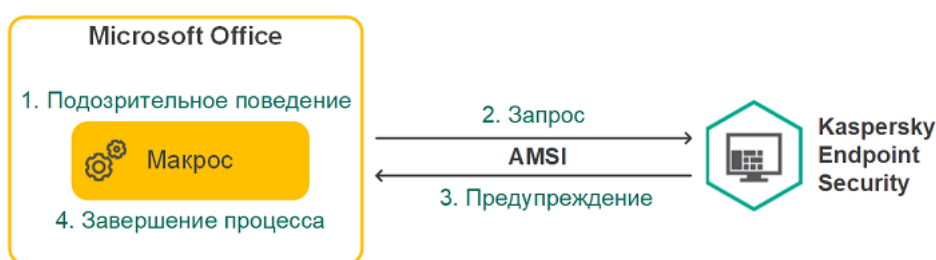 Microsoft Office
1. Подозрительное поведение
Макрос
4. Завершение процесса
2. Запрос
AMSI
3. Предупреждение
Kaspersky
Endpoint
Security